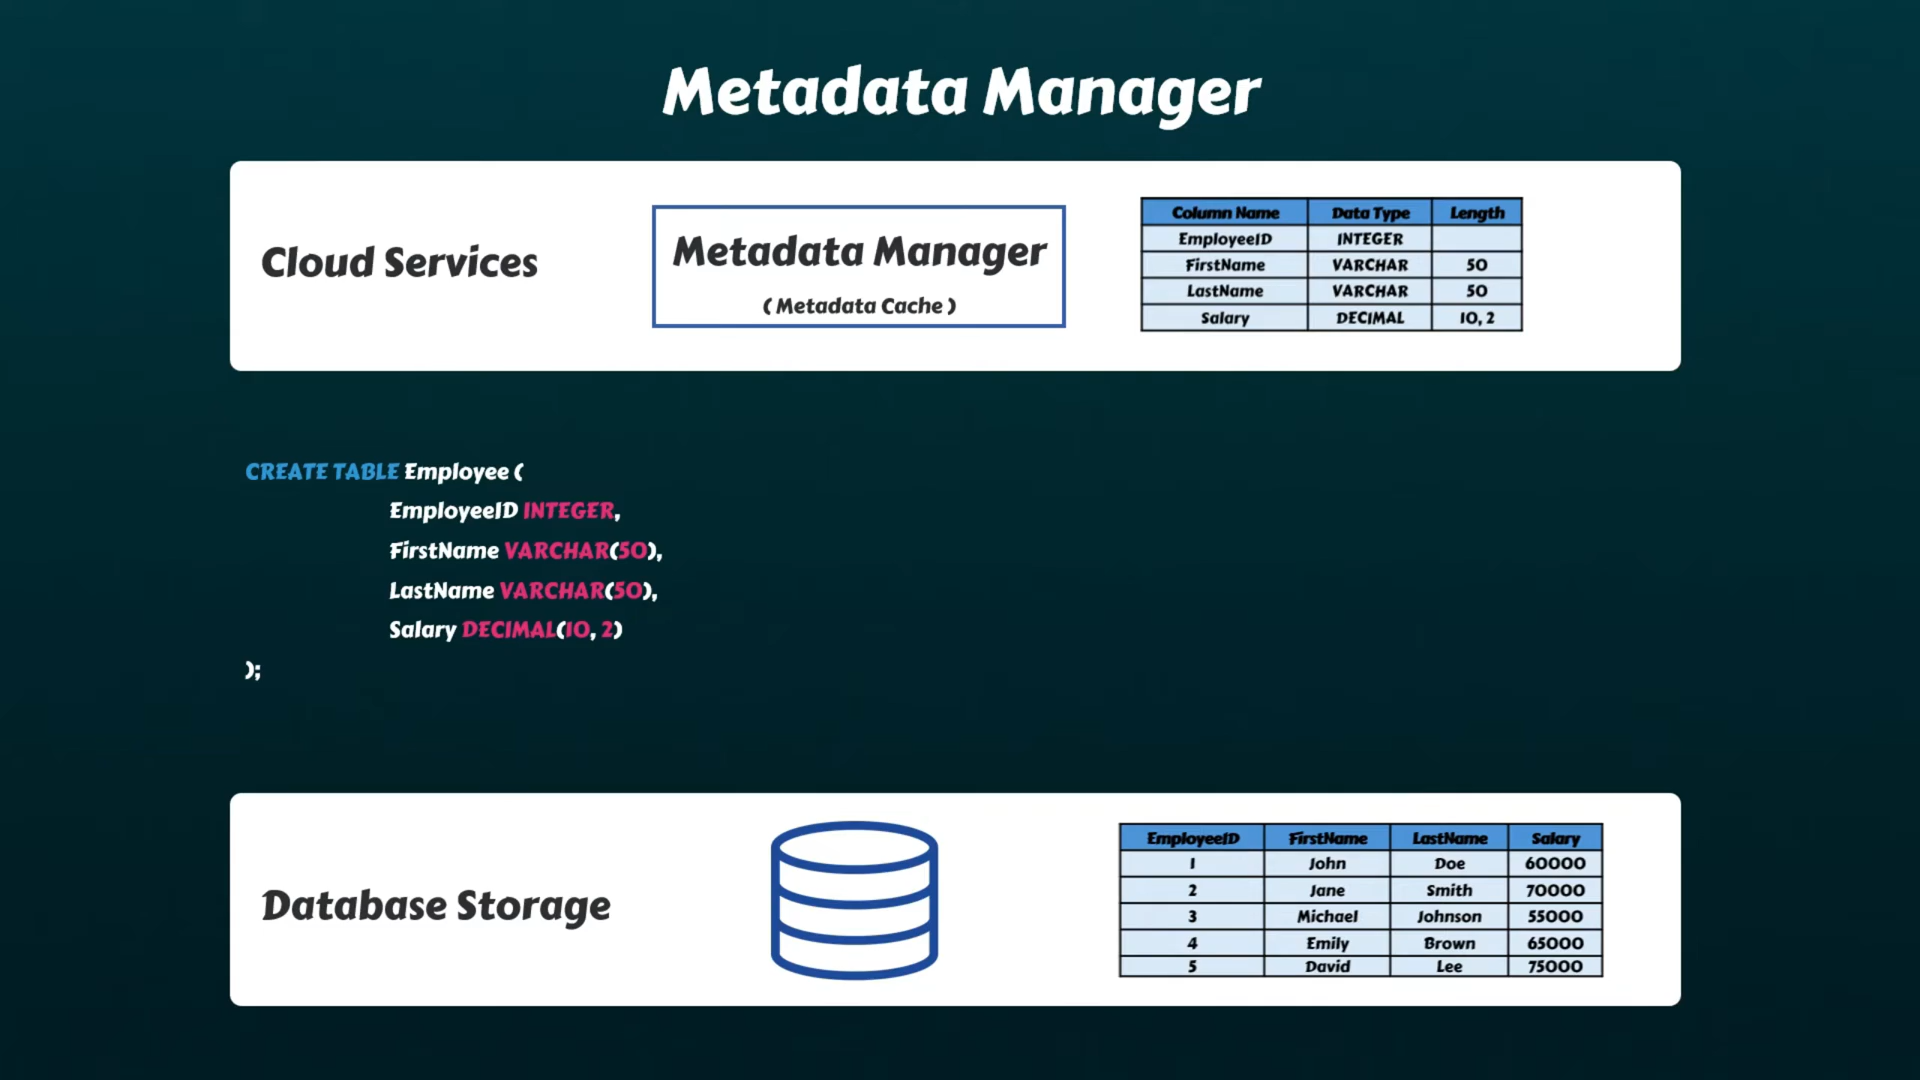 Metadata Manager
Cloud Services
Metadata Manager
( Metadata Cache )
Column Name Data Type Length
EmployeeID INTEGER
FirstName VARCHAR 50
LastName VARCHAR 50
Salary DECIMAL 10, 2
CREATE TABLE Employee (
EmployeeID INTEGER,
FirstName VARCHAR(50),
LastName VARCHAR(50),
Salary DECIMAL(10, 2)
);
Database Storage
EmployeeID FirstName LastName Salary
1 John Doe 60000
2 Jane Smith 70000
3 Michael Johnson 55000
4 Emily Brown 65000
5 David Lee 75000